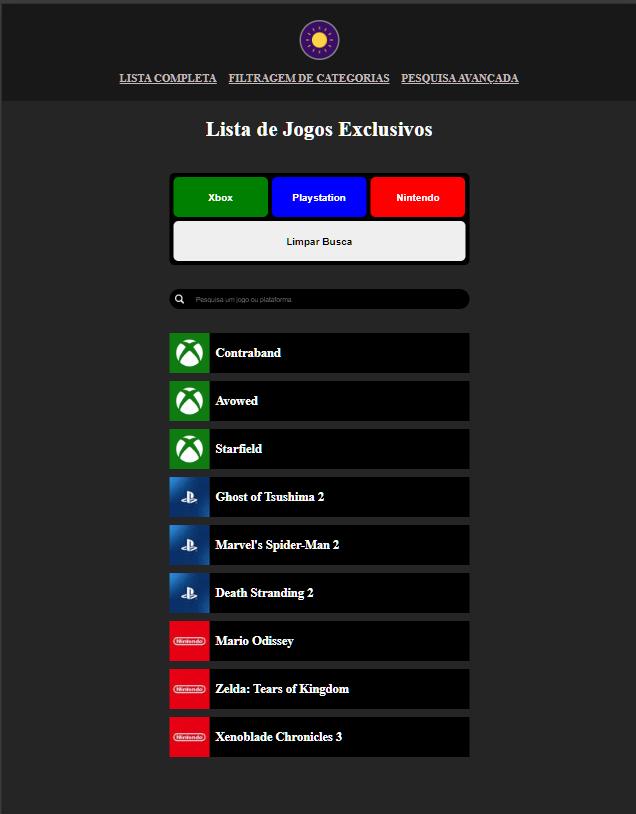 LISTA COMPLETA FILTRAGEM DE CATEGORIAS PESQUISA AVANÇADA
Lista de Jogos Exclusivos
Xbox Playstation Nintendo
Limpar Busca
Pesquisa um jogo ou plataforma
Contraband
Avowed
Starfield
Ghost of Tsushima 2
Marvel's Spider-Man 2
Death Stranding 2
Nintendo Mario Odissey
Nintendo Zelda: Tears of Kingdom
Nintendo Xenoblade Chronicles 3